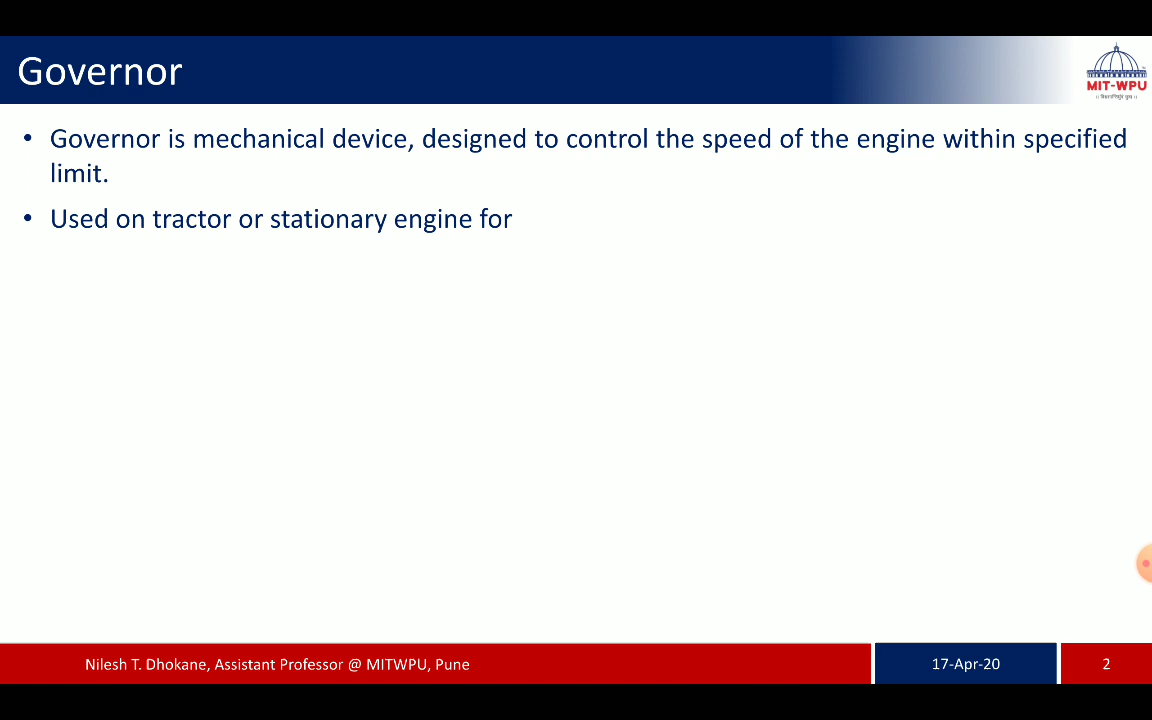 Governor
MIT-WPU
• Governor is mechanical device, designed to control the speed of the engine within specified
limit.
• Used on tractor or stationary engine for
Nilesh T. Dhokane, Assistant Professor @ MITWPU, Pune
17-Apr-20
2